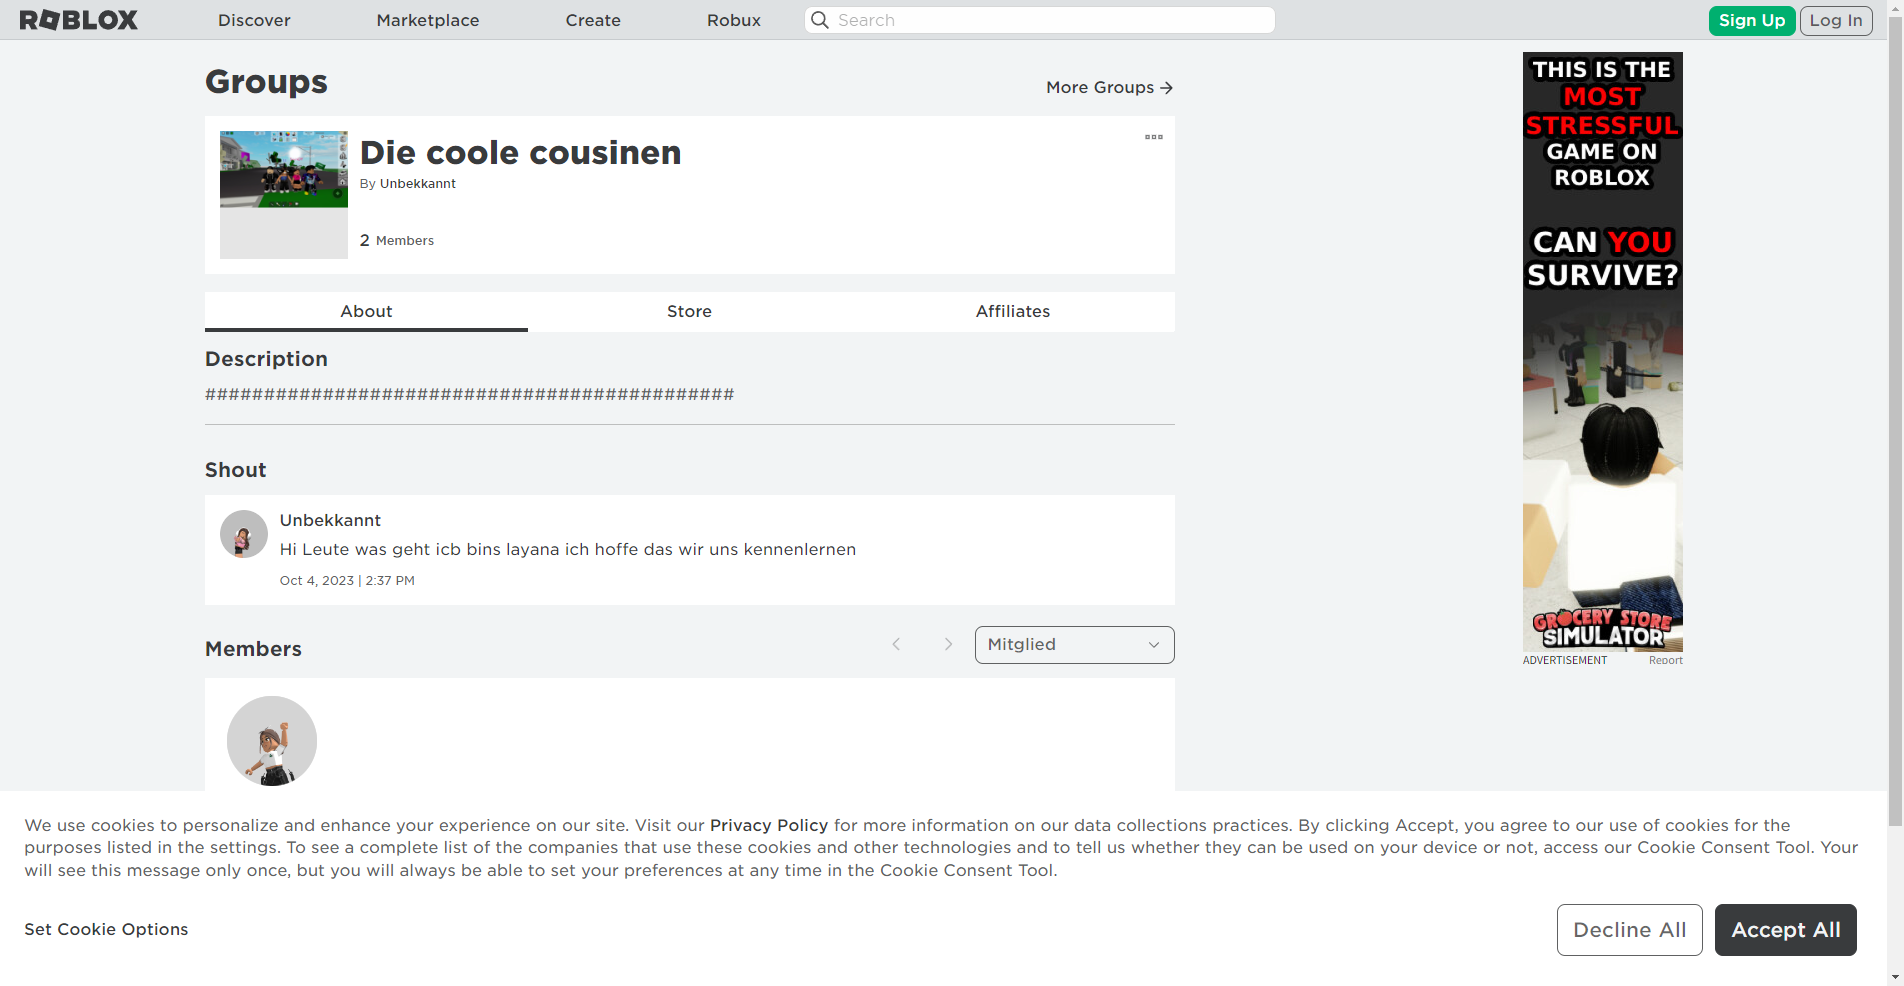 ROBLOX
Discover
Marketplace
Create
Robux
Search
Sign Up
Log In
Groups
More Groups
Die coole cousinen
By Unbekkannt
2 Members
About
Store
Affiliates
Description
#############################################
Shout
Unbekkannt
Hi Leute was geht icb bins layana ich hoffe das wir uns kennenlernen
Oct 4, 2023 | 2:37 PM
Members
Mitglied
THIS IS THE
MOST
STRESSFUL
GAME ON
ROBLOX
CAN YOU
SURVIVE?
GROCERY STORE
SIMULATOR
ADVERTISEMENT
Report
We use cookies to personalize and enhance your experience on our site. Visit our Privacy Policy for more information on our data collections practices. By clicking Accept, you agree to our use of cookies for the
purposes listed in the settings. To see a complete list of the companies that use these cookies and other technologies and to tell us whether they can be used on your device or not, access our Cookie Consent Tool. Your
will see this message only once, but you will always be able to set your preferences at any time in the Cookie Consent Tool.
Set Cookie Options
Decline All
Accept All